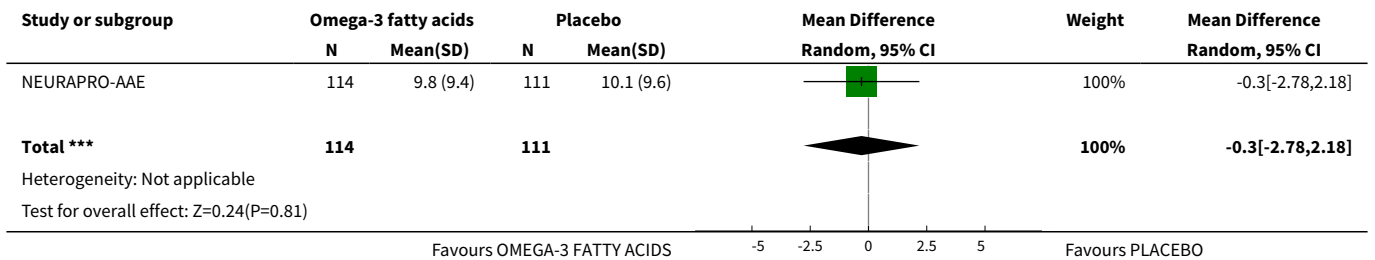 Study or subgroup Omega-3 fatty acids Placebo Mean Difference Weight Mean Difference
N Mean(SD) N Mean(SD) Random, 95% CI Random, 95% CI
NEURAPRO-AAE 114 9.8 (9.4) 111 10.1 (9.6) 100% -0.3[-2.78,2.18]
Total *** 114 111 100% -0.3[-2.78,2.18]
Heterogeneity: Not applicable
Test for overall effect: Z=0.24(P=0.81)
Favours OMEGA-3 FATTY ACIDS -5 -2.5 0 2.5 5 Favours PLACEBO